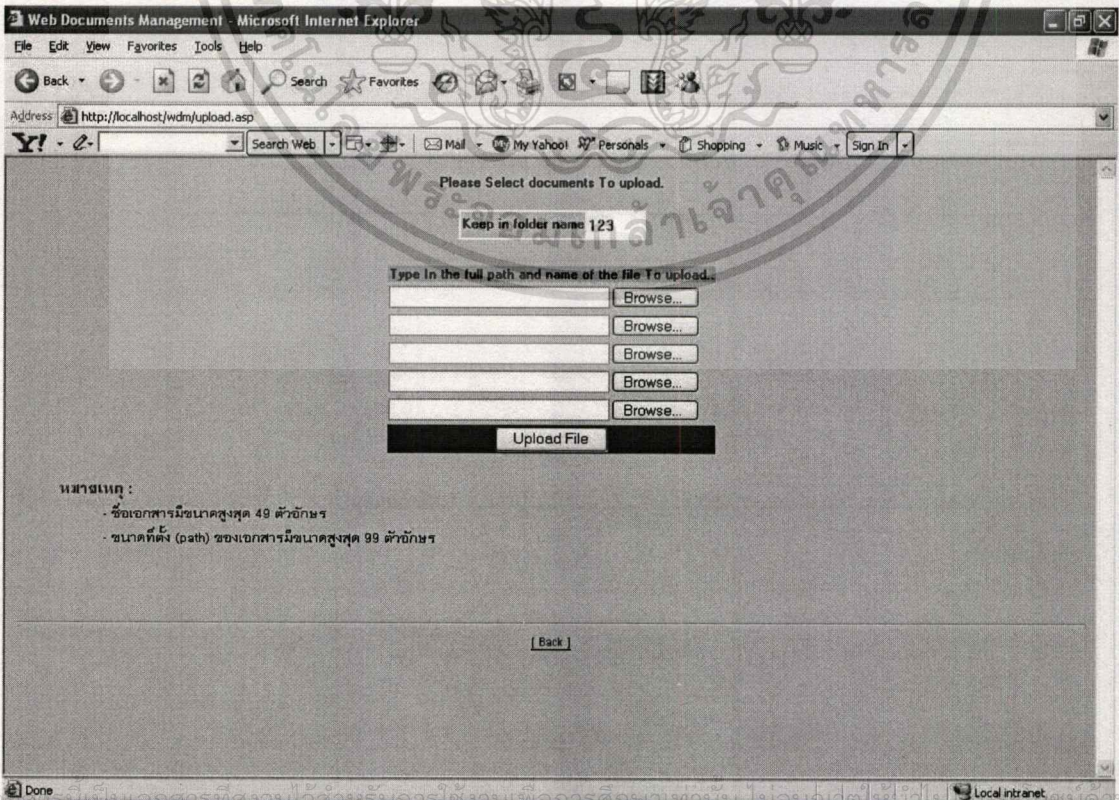 Web Documents Management - Microsoft Internet Explorer
File Edit View Favorites Tools Help
Back Search Favorites
Address http://localhost/wdm/upload.asp
Y! Search Web Mail My Yahoo! Personals Shopping Music Sign In
Please Select documents To upload.
Keep in folder name 123
Type In the full path and name of the file To upload..
Browse...
Browse...
Browse...
Browse...
Browse...
Upload File
หมายเหตุ :
- ชื่อเอกสารมีขนาดสูงสุด 49 ตัวอักษร
- ขนาดที่ตั้ง (path) ของเอกสารมีขนาดสูงสุด 99 ตัวอักษร
[ Back ]
Done Local intranet